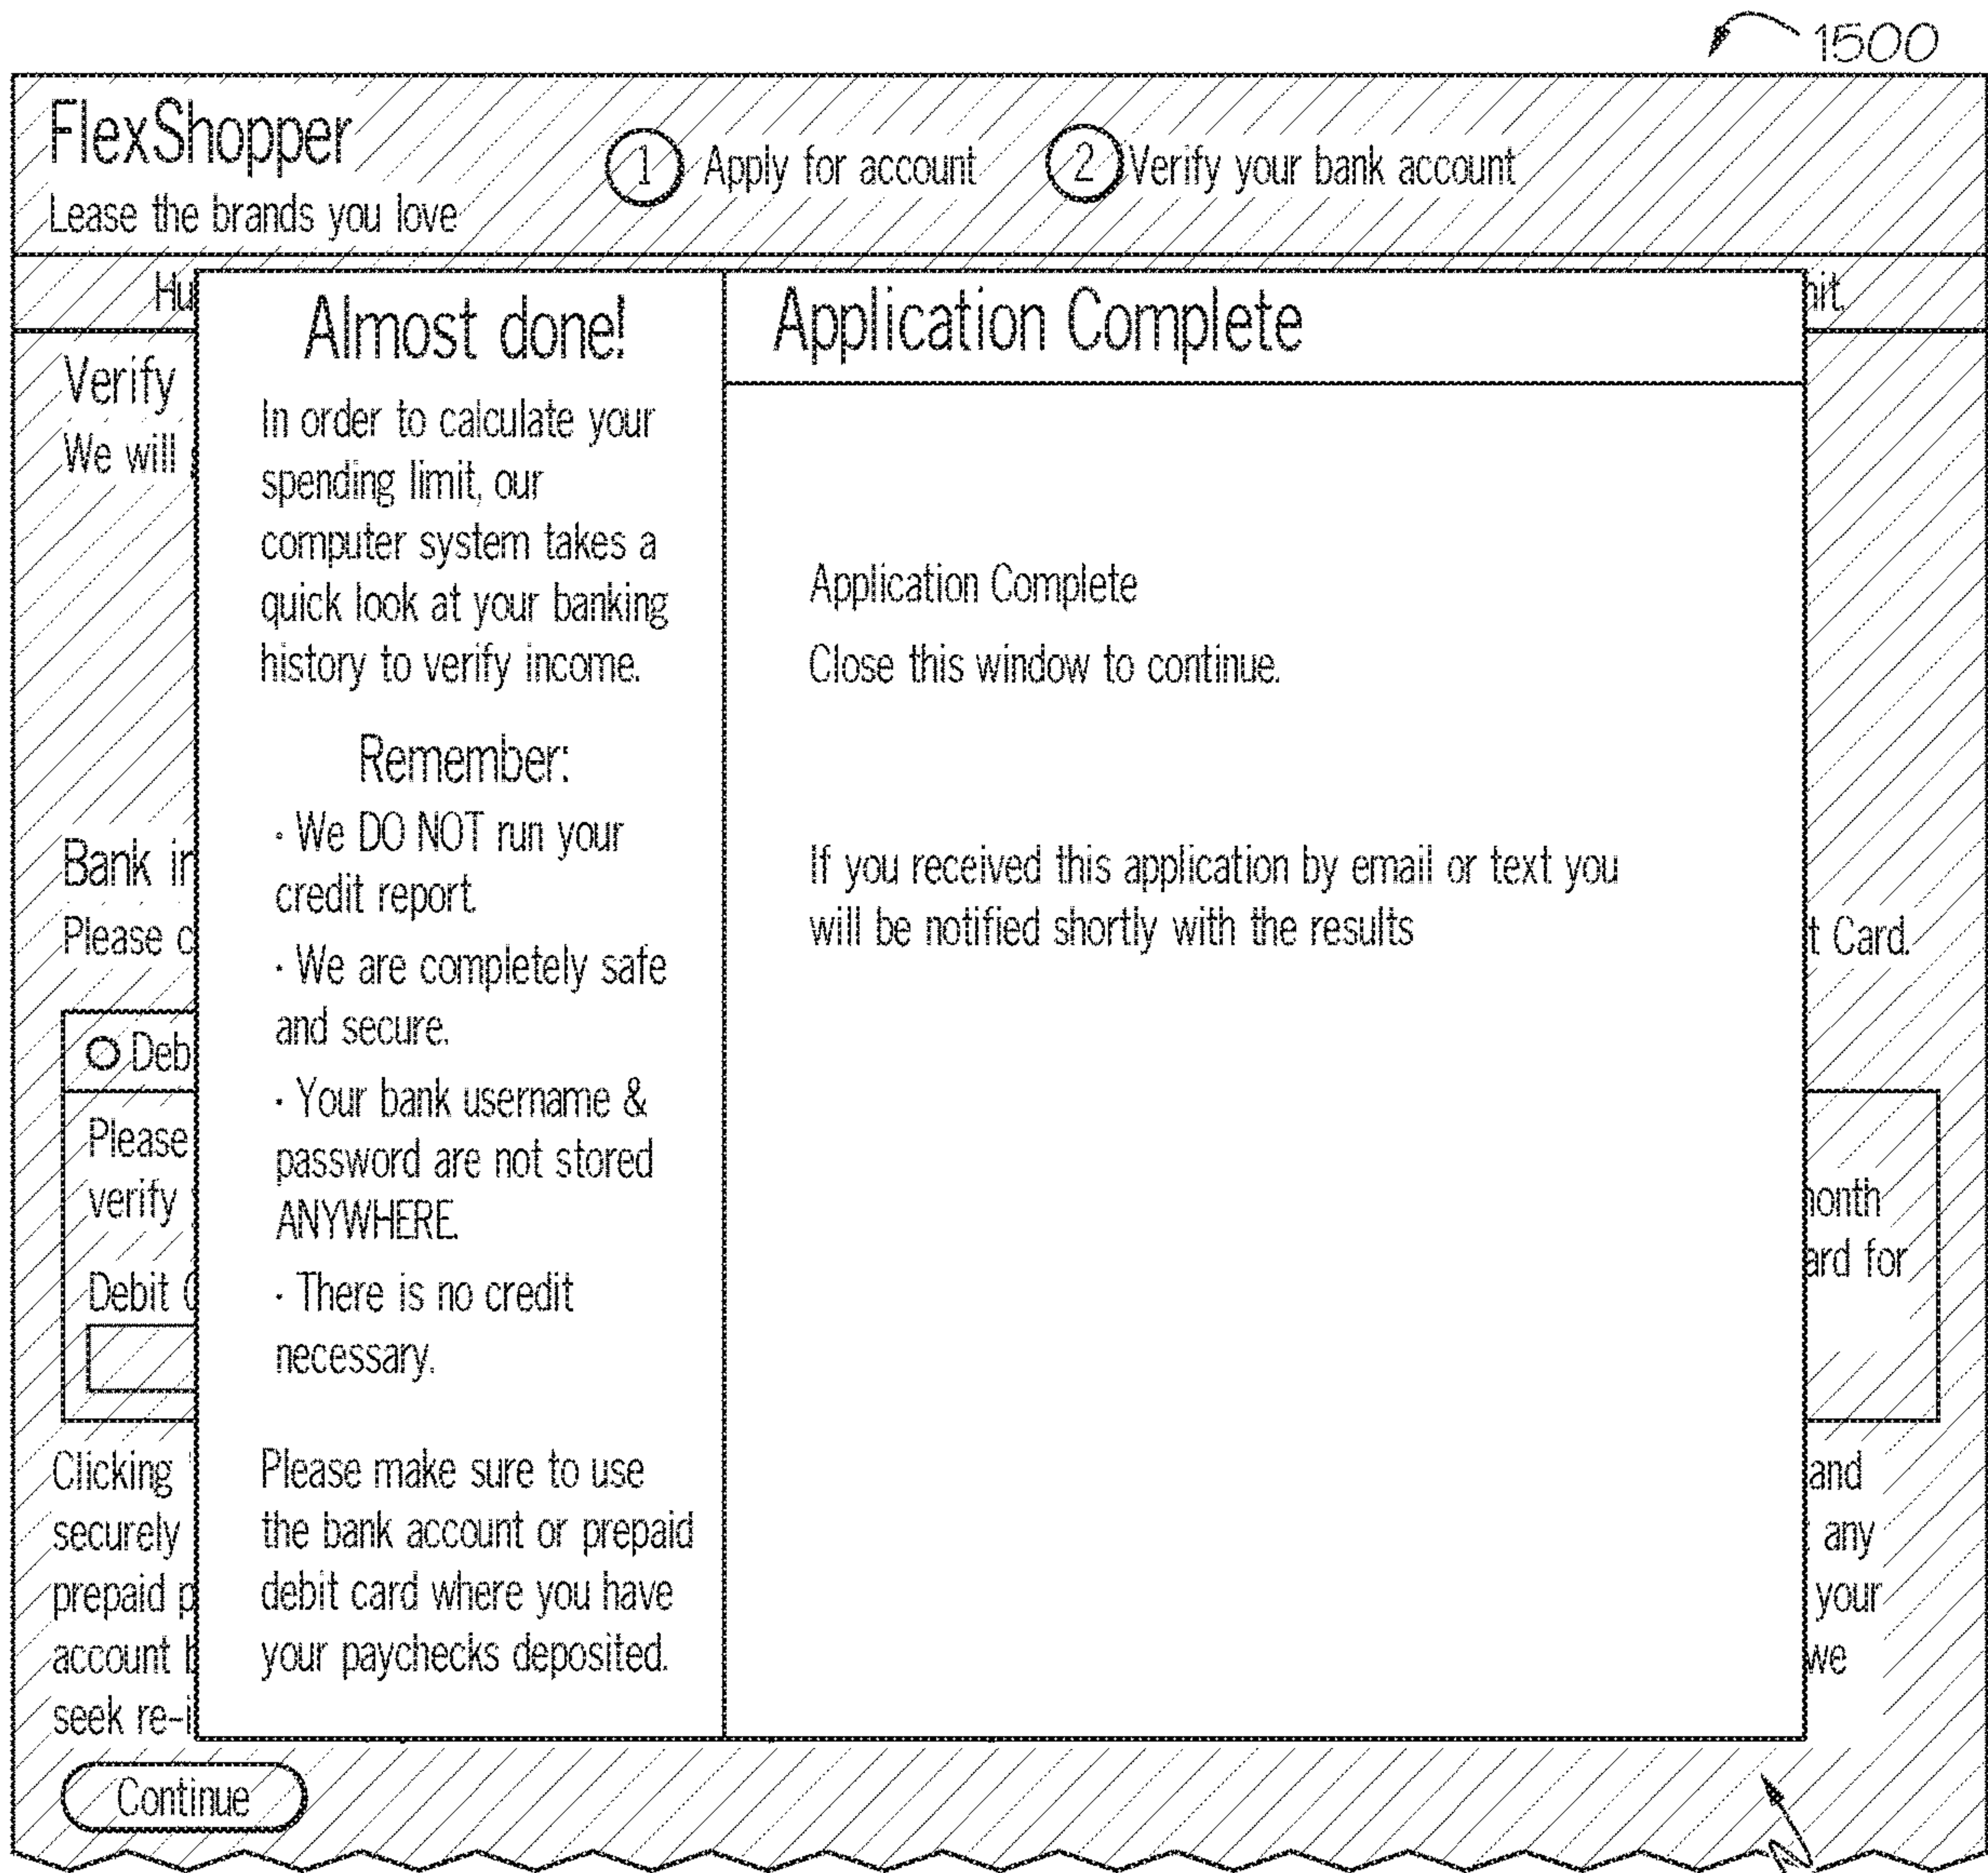 1500
FlexShopper
Lease the brands you love
1 Apply for account
2 Verify your bank account
Hu
hit.
Verify
We will
Bank in
Please c
t Card.
Deb
Please
verify
Debit
onth
ard for
Clicking
securely
prepaid p
account
seek re-i
and
any
your
we
Continue
Almost done!
In order to calculate your
spending limit, our
computer system takes a
quick look at your banking
history to verify income.
Remember:
· We DO NOT run your
credit report.
· We are completely safe
and secure.
· Your bank username &
password are not stored
ANYWHERE.
· There is no credit
necessary.
Please make sure to use
the bank account or prepaid
debit card where you have
your paychecks deposited.
Application Complete
Application Complete
Close this window to continue.
If you received this application by email or text you
will be notified shortly with the results